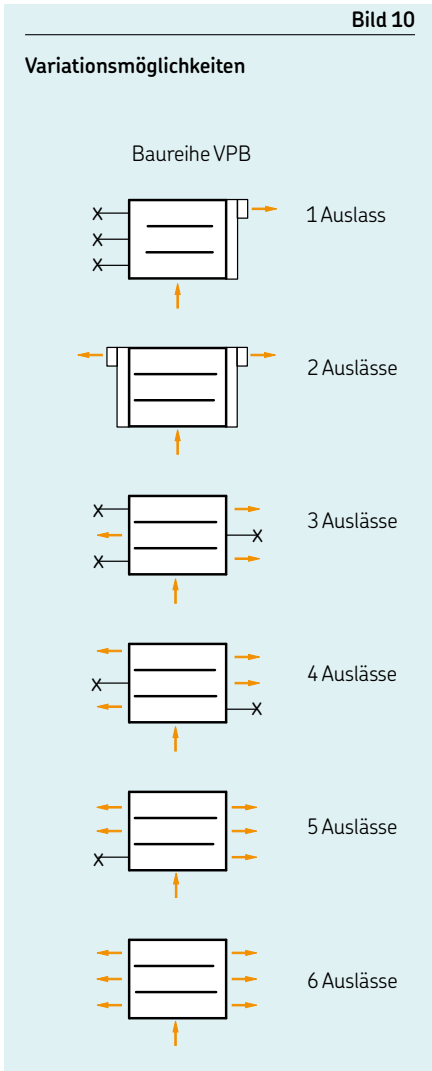 Bild 10
Variationsmöglichkeiten
Baureihe VPB
1 Auslass
2 Auslässe
3 Auslässe
4 Auslässe
5 Auslässe
6 Auslässe